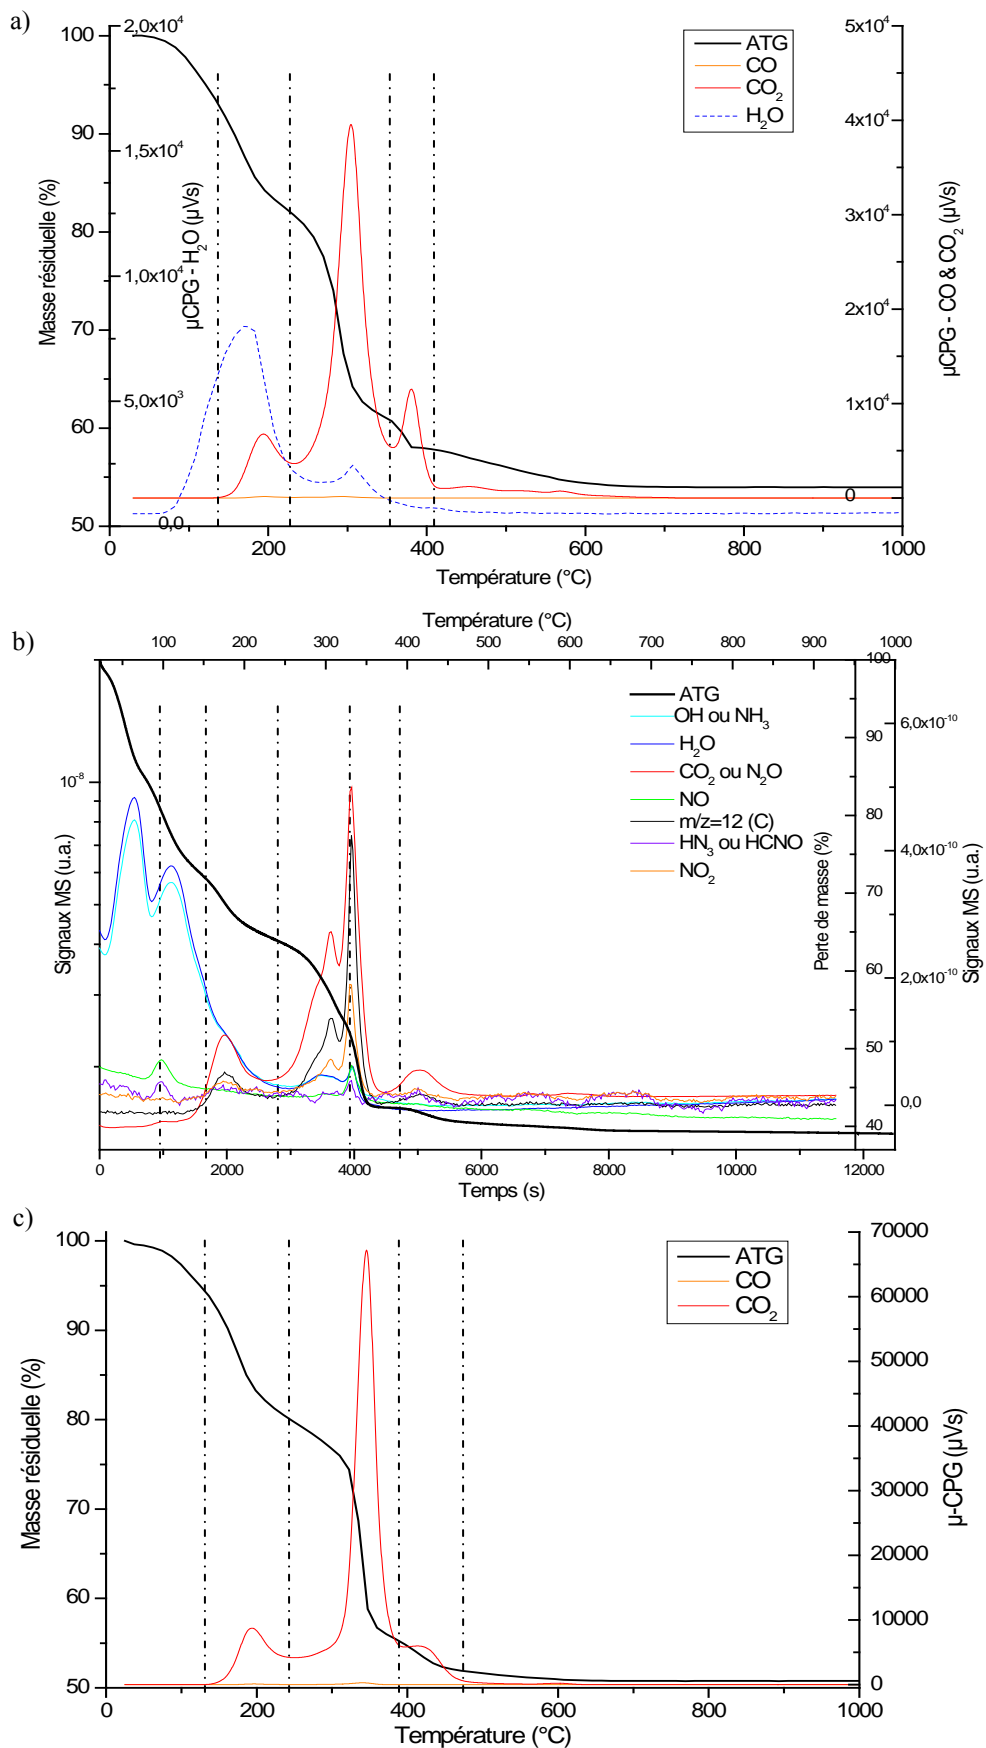 a)
2,0x10⁴
5x10⁴
100
ATG
CO
CO₂
H₂O
4x10⁴
90
1,5x10⁴
Masse résiduelle (%)
µCPG - H₂O (µVs)
µCPG - CO & CO₂ (µVs)
3x10⁴
80
1,0x10⁴
2x10⁴
70
5,0x10³
1x10⁴
60
0
0,0
50
0 200 400 600 800 1000
Température (°C)
Température (°C)
b)
100 200 300 400 500 600 700 800 900 1000
100
ATG
OH ou NH₃
6,0x10⁻¹⁰
90
H₂O
CO₂ ou N₂O
10⁻⁸
80
NO
m/z=12 (C)
HN₃ ou HCNO
4,0x10⁻¹⁰
NO₂
70
Signaux MS (u.a.)
Perte de masse (%)
Signaux MS (u.a.)
60
2,0x10⁻¹⁰
50
0,0
40
0 2000 4000 6000 8000 10000 12000
Temps (s)
c)
70000
100
ATG
CO
CO₂
60000
90
50000
Masse résiduelle (%)
µ-CPG (µVs)
80
40000
30000
70
20000
60
10000
50
0
0 200 400 600 800 1000
Température (°C)